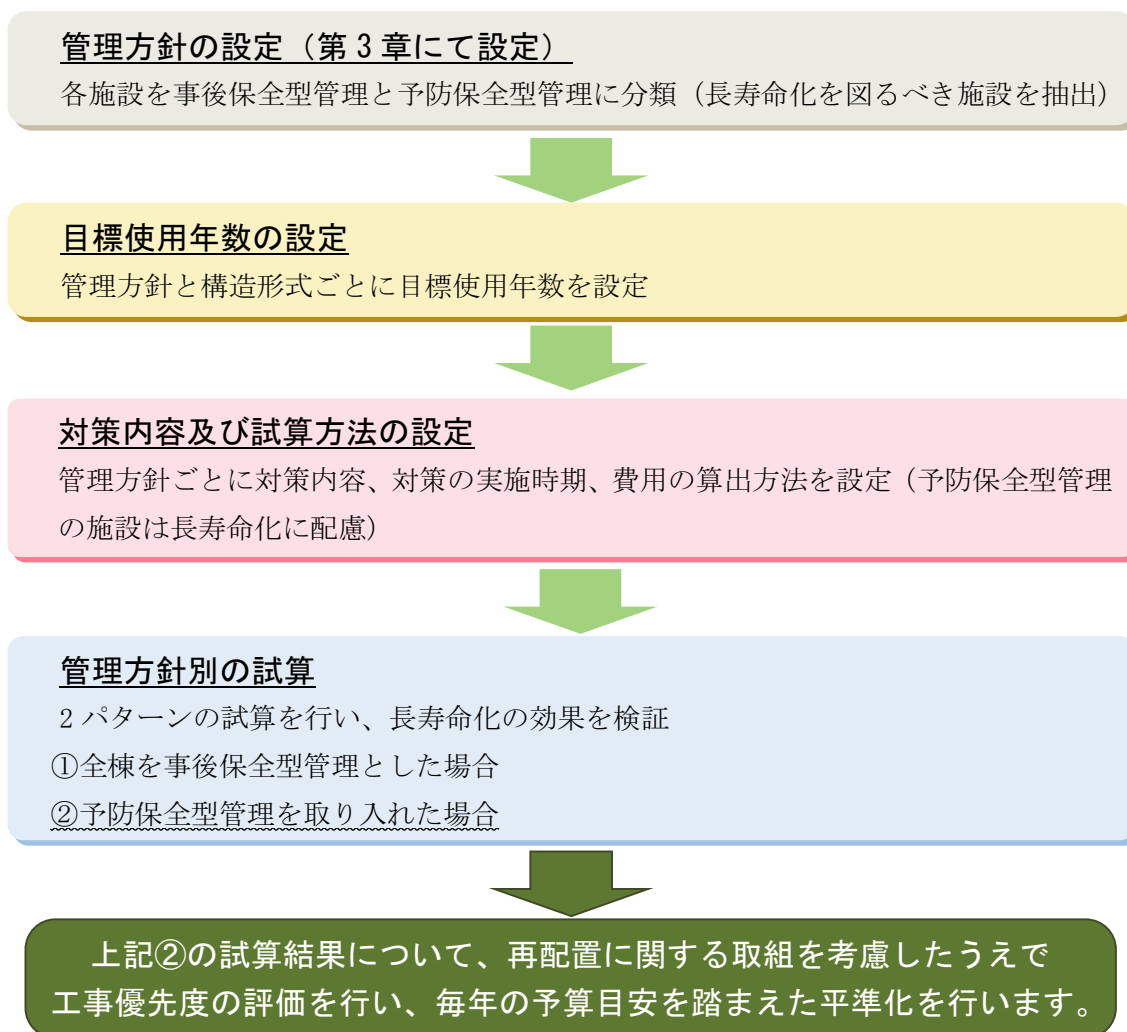 管理方針の設定（第 3 章にて設定）
各施設を事後保全型管理と予防保全型管理に分類（長寿命化を図るべき施設を抽出）
目標使用年数の設定
管理方針と構造形式ごとに目標使用年数を設定
対策内容及び試算方法の設定
管理方針ごとに対策内容、対策の実施時期、費用の算出方法を設定（予防保全型管理
の施設は長寿命化に配慮）
管理方針別の試算
2 パターンの試算を行い、長寿命化の効果を検証
①全棟を事後保全型管理とした場合
②予防保全型管理を取り入れた場合
上記②の試算結果について、再配置に関する取組を考慮したうえで
工事優先度の評価を行い、毎年の予算目安を踏まえた平準化を行います。